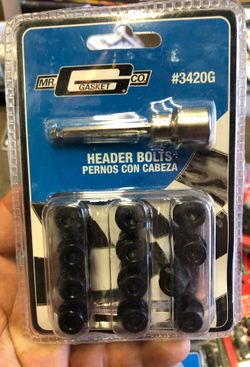 MR. G CO
GASKET
#3420G
HEADER BOLTS
PERNOS CON CABEZA